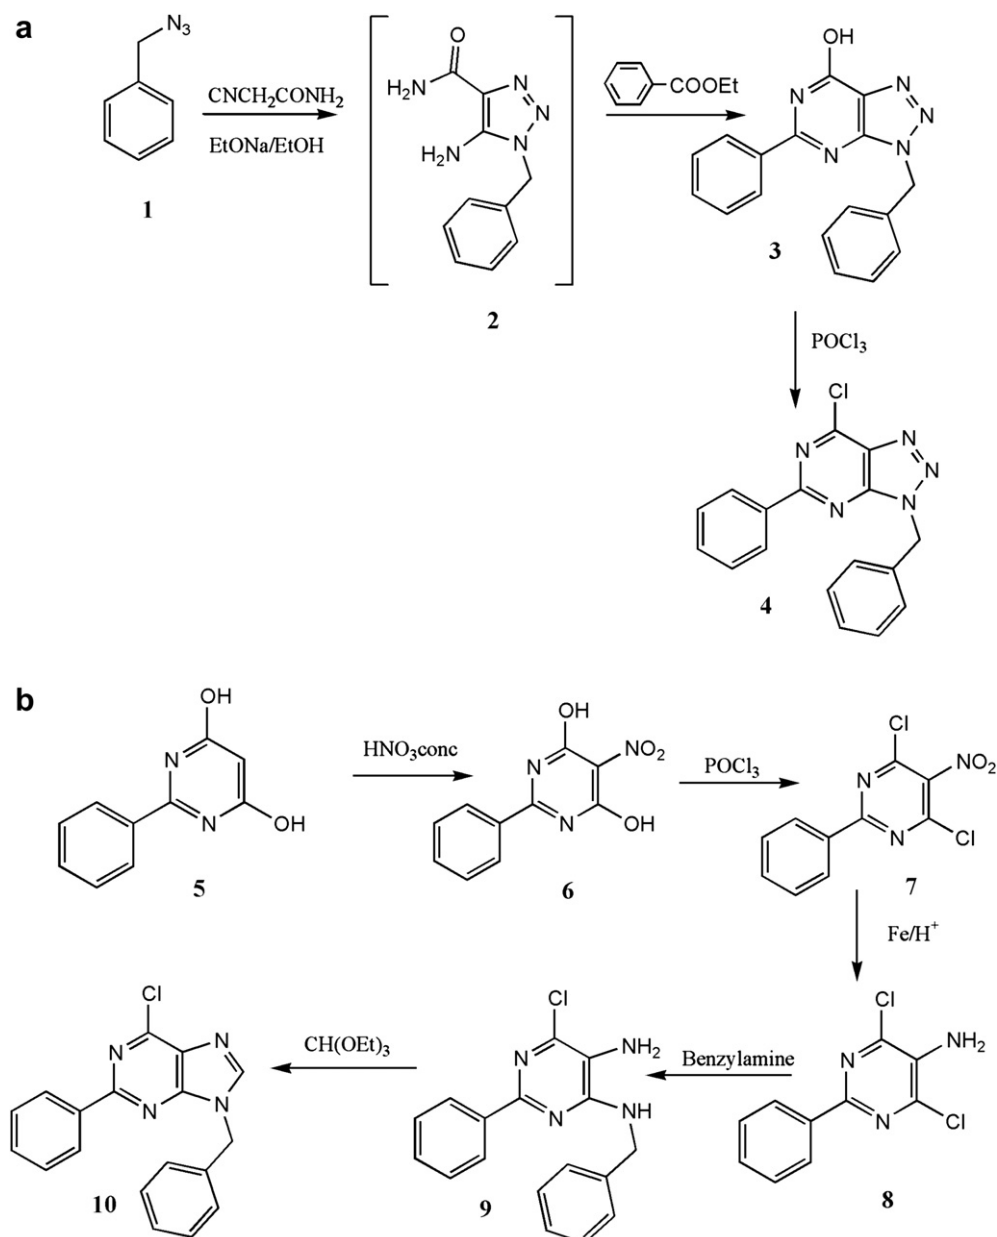 a
N3
CNCH2CONH2
EtONa/EtOH
1
O
H2N
N
N
N
H2N
2
COOEt
OH
N
N
N
N
N
3
POCl3
Cl
N
N
N
N
N
4
b
OH
N
N
OH
5
HNO3conc
OH
N
NO2
N
OH
6
POCl3
Cl
N
NO2
N
Cl
7
Fe/H+
Cl
N
NH2
N
Cl
8
Benzylamine
Cl
N
NH2
N
NH
9
CH(OEt)3
Cl
N
N
N
N
10